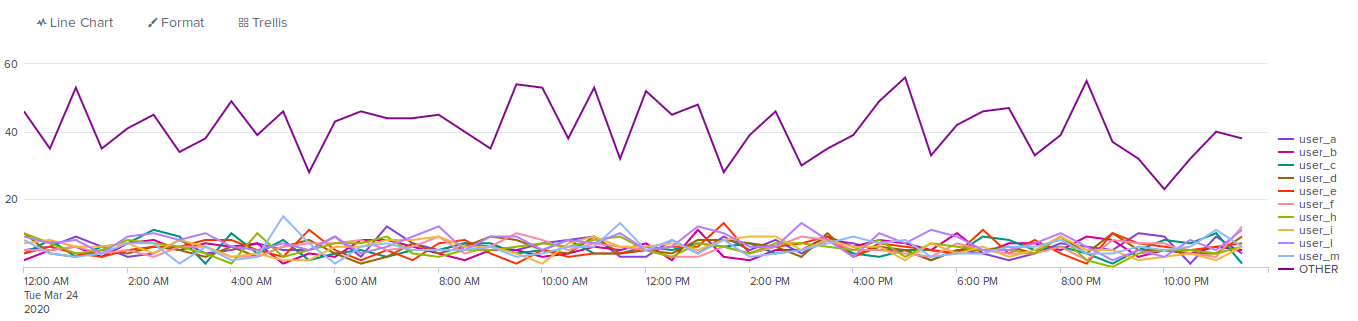 Line Chart Format Trellis
60
40
20
12:00 AM 2:00 AM 4:00 AM 6:00 AM 8:00 AM 10:00 AM 12:00 PM 2:00 PM 4:00 PM 6:00 PM 8:00 PM 10:00 PM
Tue Mar 24
2020
user_a
user_b
user_c
user_d
user_e
user_f
user_h
user_i
user_l
user_m
OTHER